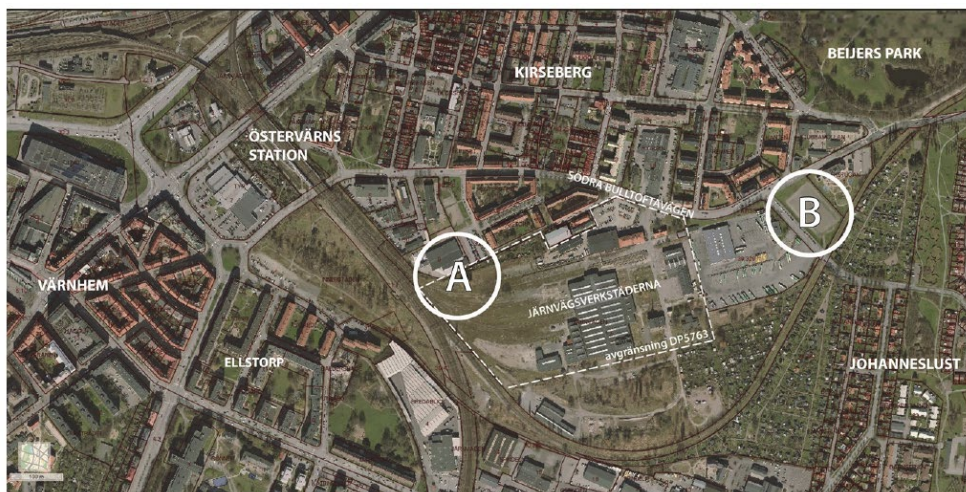 BEIJERS PARK
KIRSEBERG
ÖSTERVÄRNS
STATION
SÖDRA BULLTOFTAVÄGEN
B
A
VÄRNHEM
JÄRNVÄGSVERKSTÄDERNA
avgränsning DP5763
ELLSTORP
JOHANNESLUST